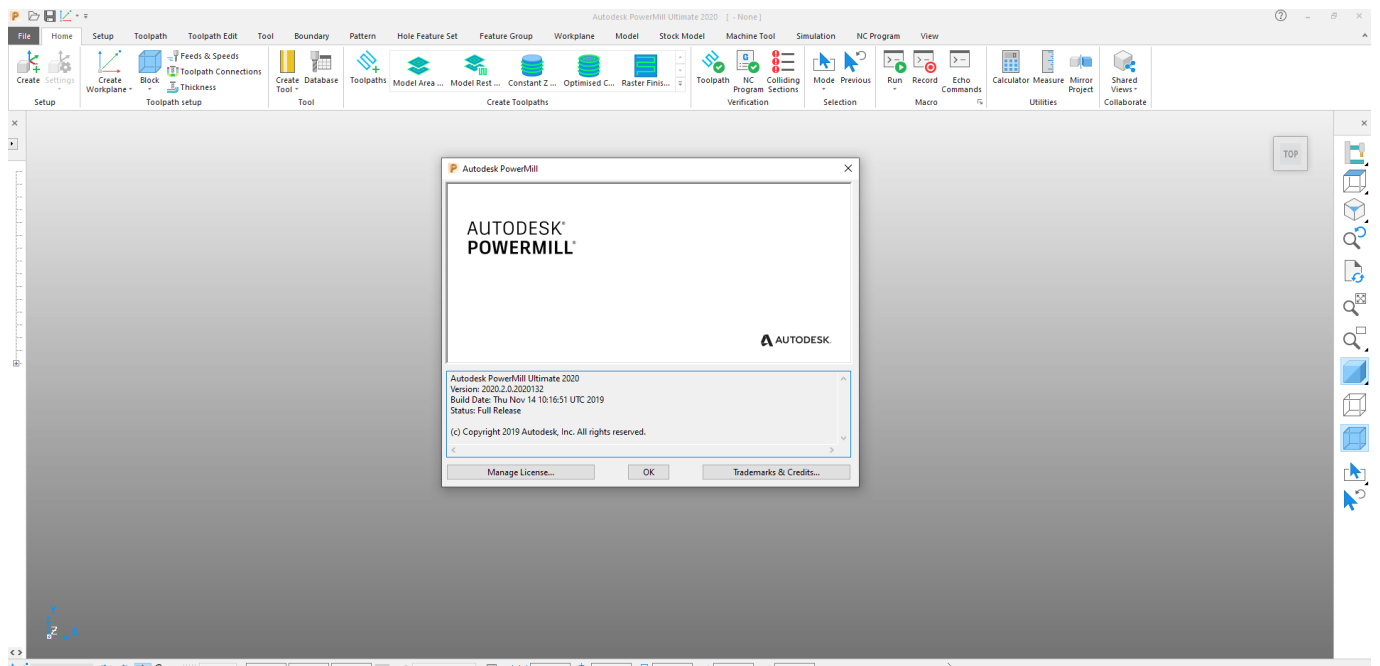 Autodesk PowerMill Ultimate 2020 [ - None ]
File Home Setup Toolpath Toolpath Edit Tool Boundary Pattern Hole Feature Set Feature Group Workplane Model Stock Model Machine Tool Simulation NC Program View
Create Settings
Setup
Create Workplane
Block
Feeds & Speeds
Toolpath Connections
Thickness
Toolpath setup
Create Tool
Database
Tool
Toolpaths
Model Area ...
Model Rest ...
Constant Z ...
Optimised C...
Raster Finis...
Create Toolpaths
Toolpath
NC Program
Colliding Sections
Verification
Mode Previous
Selection
Run Record
Echo Commands
Macro
Calculator Measure
Mirror Project
Utilities
Shared Views
Collaborate
TOP
Autodesk PowerMill
AUTODESK®
POWERMILL®
AUTODESK.
Autodesk PowerMill Ultimate 2020
Version: 2020.2.0.2020132
Build Date: Thu Nov 14 10:16:51 UTC 2019
Status: Full Release
(c) Copyright 2019 Autodesk, Inc. All rights reserved.
Manage License... OK Trademarks & Credits...
Z